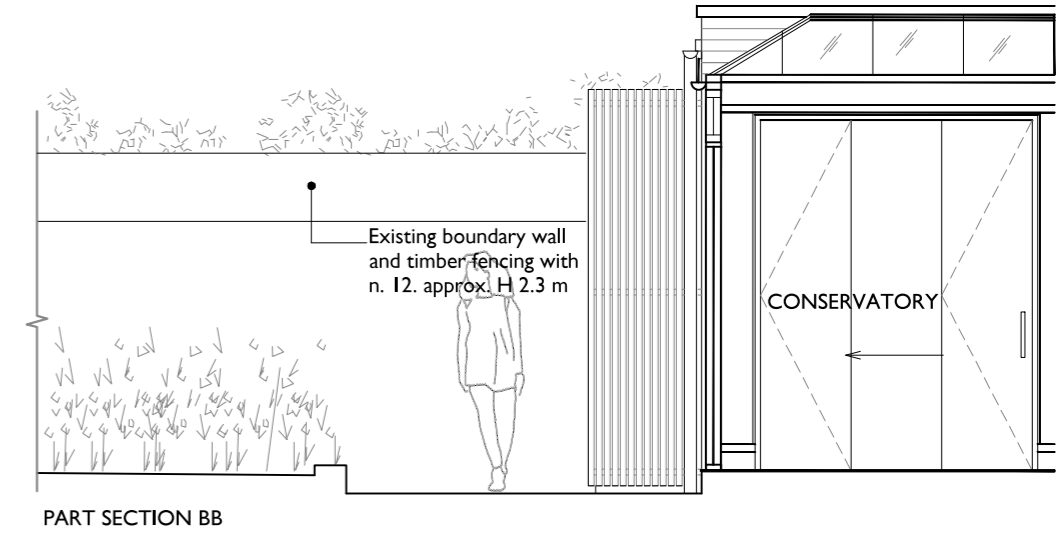 Existing boundary wall
and timber fencing with
n. 12. approx. H 2.3 m
CONSERVATORY
PART SECTION BB